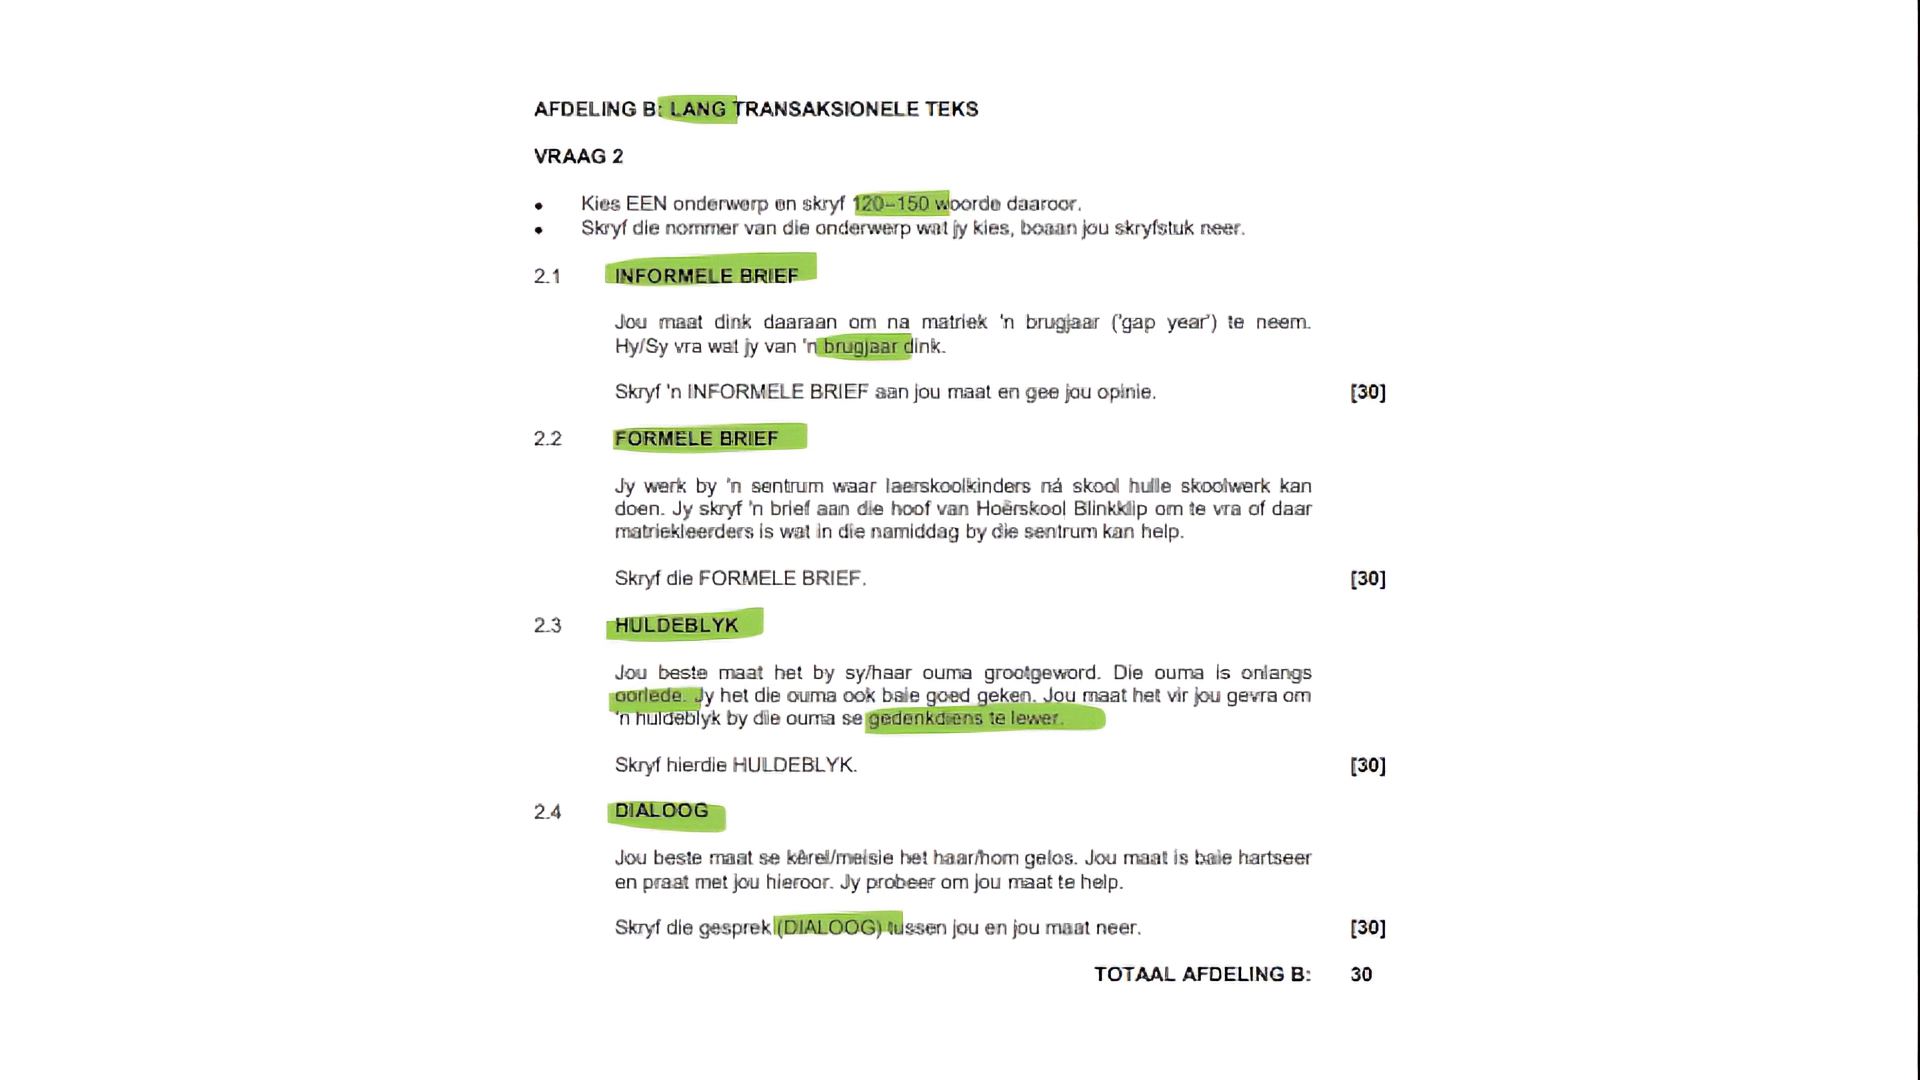 AFDELING B: LANG TRANSAKSIONELE TEKS
VRAAG 2
• Kies EEN onderwerp en skryf 120–150 woorde daaroor.
• Skryf die nommer van die onderwerp wat jy kies, boaan jou skryfstuk neer.
2.1 INFORMELE BRIEF
Jou maat dink daaraan om na matriek 'n brugjaar ('gap year') te neem.
Hy/Sy vra wat jy van 'n brugjaar dink.
Skryf 'n INFORMELE BRIEF aan jou maat en gee jou opinie. [30]
2.2 FORMELE BRIEF
Jy werk by 'n sentrum waar laerskoolkinders ná skool hulle skoolwerk kan
doen. Jy skryf 'n brief aan die hoof van Hoërskool Blinkklip om te vra of daar
matriekleerders is wat in die namiddag by die sentrum kan help.
Skryf die FORMELE BRIEF. [30]
2.3 HULDEBLYK
Jou beste maat het by sy/haar ouma grootgeword. Die ouma is onlangs
oorlede. Jy het die ouma ook baie goed geken. Jou maat het vir jou gevra om
'n huldeblyk by die ouma se gedenkdiens te lewer.
Skryf hierdie HULDEBLYK. [30]
2.4 DIALOOG
Jou beste maat se kêrel/meisie het haar/hom gelos. Jou maat is baie hartseer
en praat met jou hieroor. Jy probeer om jou maat te help.
Skryf die gesprek (DIALOOG) tussen jou en jou maat neer. [30]
TOTAAL AFDELING B: 30